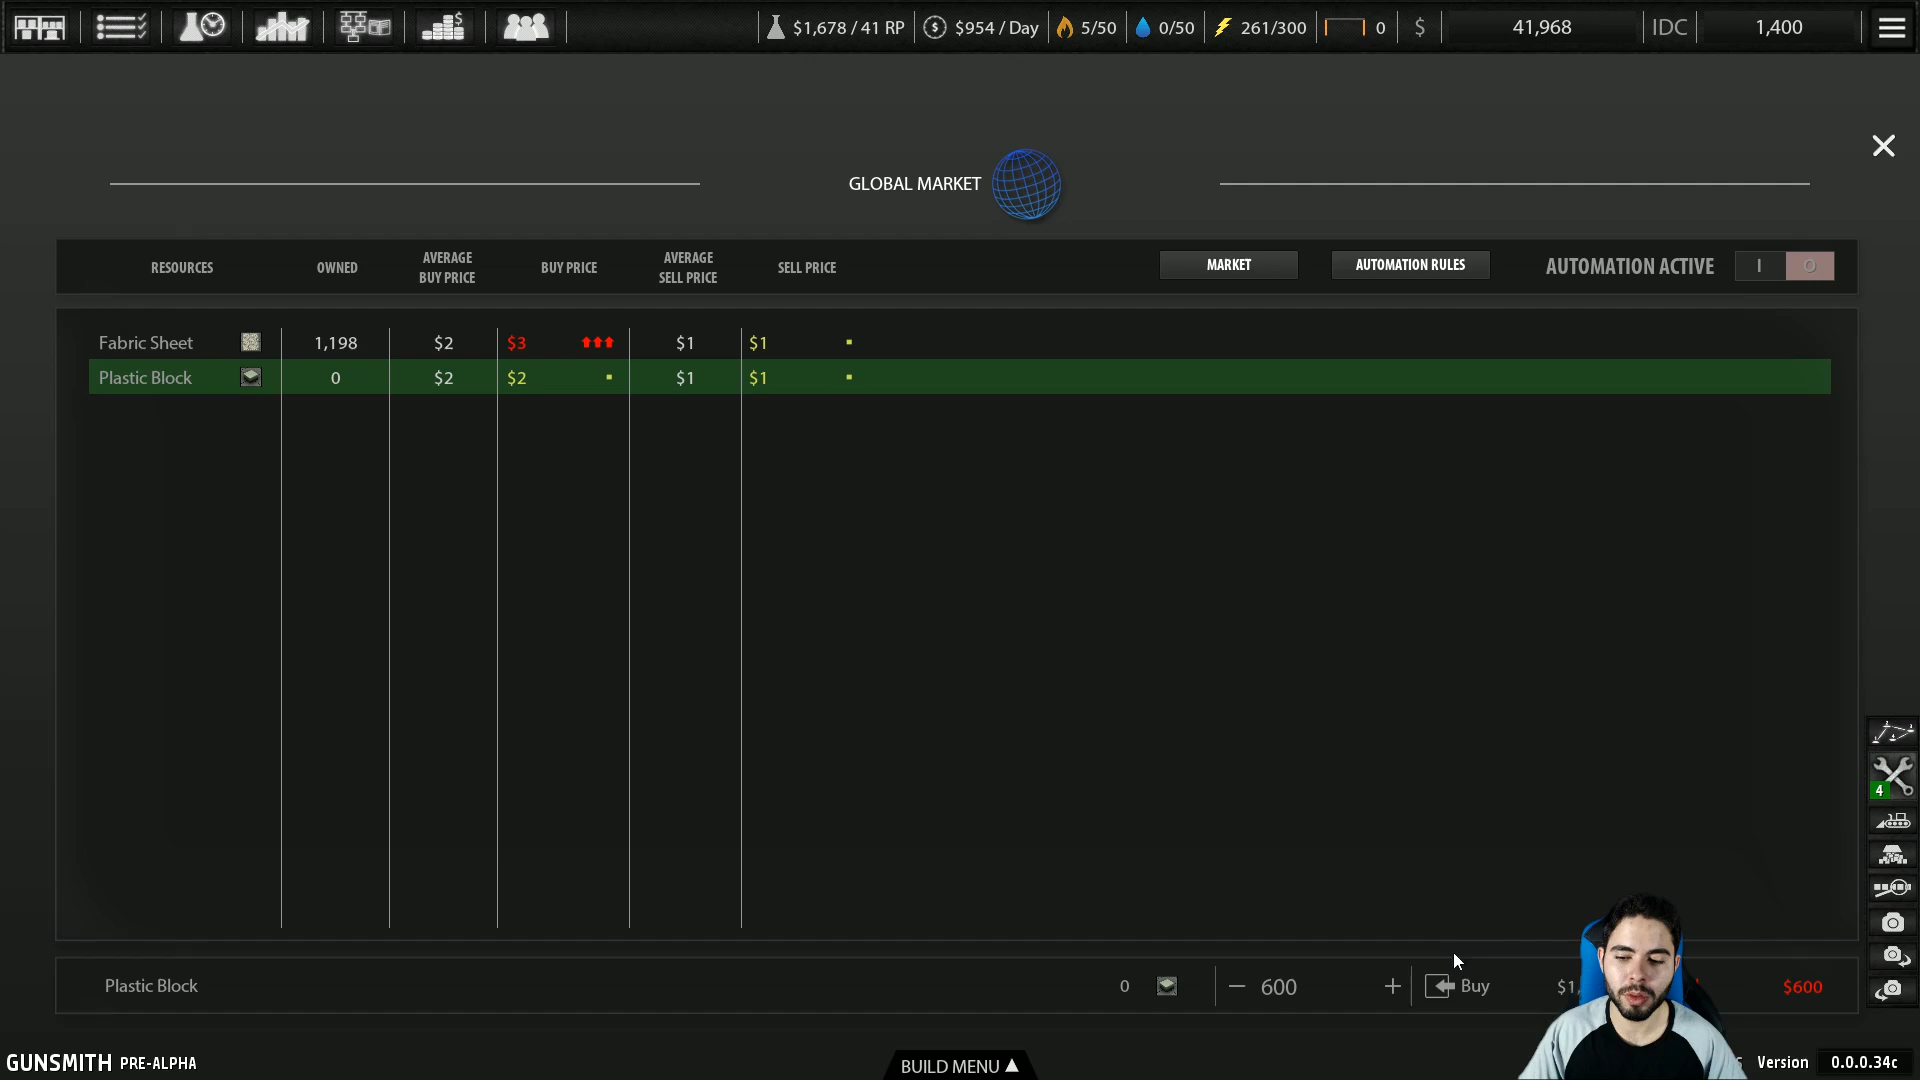 $1,678 / 41 RP $954 / Day 5/50 0/50 261/300 0 $ 41,968 IDC 1,400
GLOBAL MARKET
RESOURCES OWNED AVERAGE BUY PRICE BUY PRICE AVERAGE SELL PRICE SELL PRICE MARKET AUTOMATION RULES AUTOMATION ACTIVE I O
Fabric Sheet 1,198 $2 $3 $1 $1
Plastic Block 0 $2 $2 $1 $1
4
Plastic Block 0 − 600 + Buy $1, $600
GUNSMITH PRE-ALPHA BUILD MENU Version 0.0.0.34c